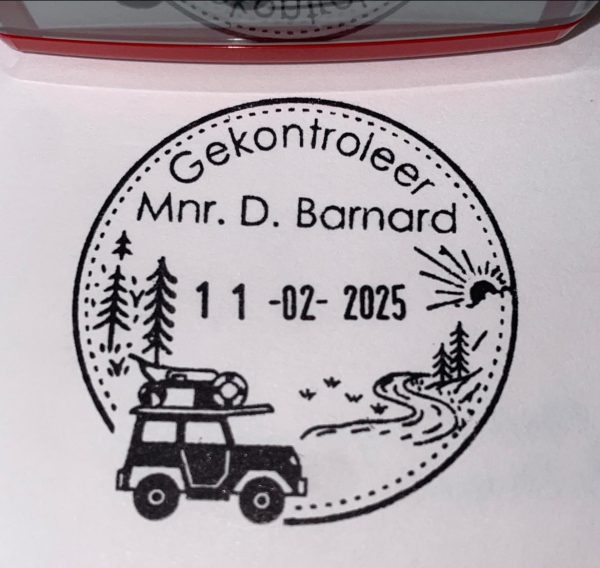 Gekontroleer
Mnr. D. Barnard
11 -02- 2025